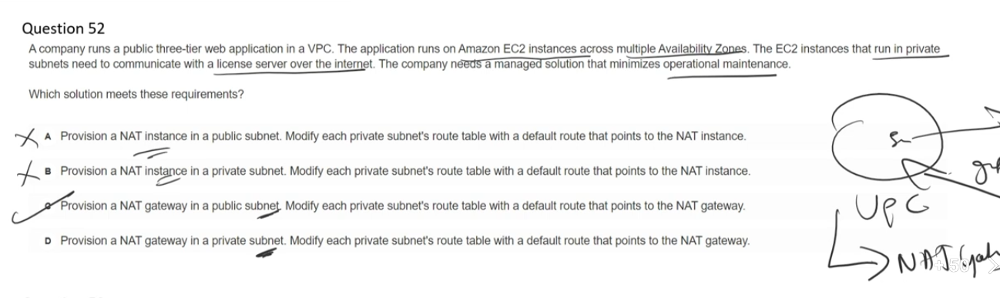 Question 52
A company runs a public three-tier web application in a VPC. The application runs on Amazon EC2 instances across multiple Availability Zones. The EC2 instances that run in private
subnets need to communicate with a license server over the internet. The company needs a managed solution that minimizes operational maintenance.
Which solution meets these requirements?
A Provision a NAT instance in a public subnet. Modify each private subnet's route table with a default route that points to the NAT instance.
B Provision a NAT instance in a private subnet. Modify each private subnet's route table with a default route that points to the NAT instance.
Provision a NAT gateway in a public subnet. Modify each private subnet's route table with a default route that points to the NAT gateway.
D Provision a NAT gateway in a private subnet. Modify each private subnet's route table with a default route that points to the NAT gateway.
VPC
NAT